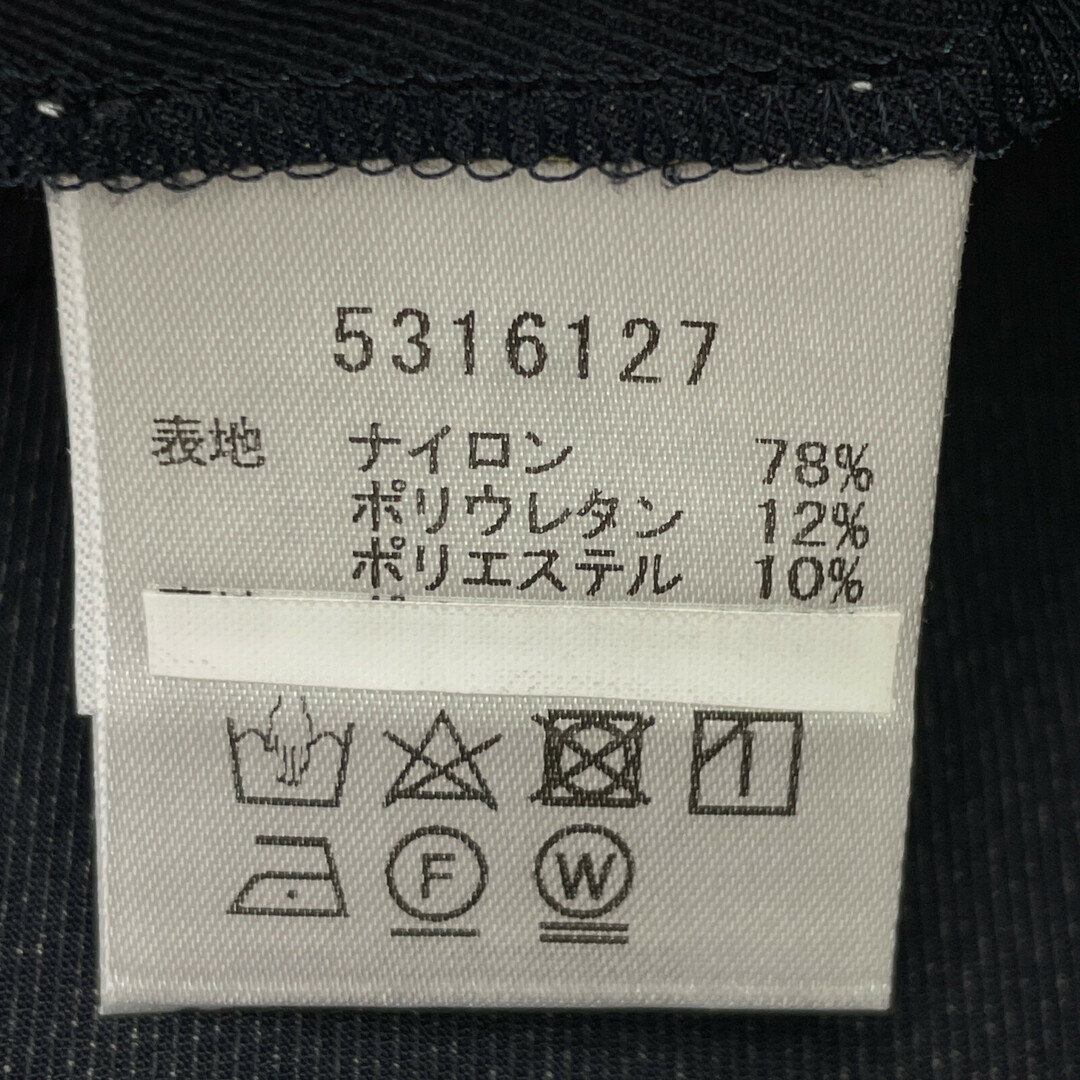 5316127
表地 ナイロン 78%
ポリウレタン 12%
ポリエステル 10%
F W